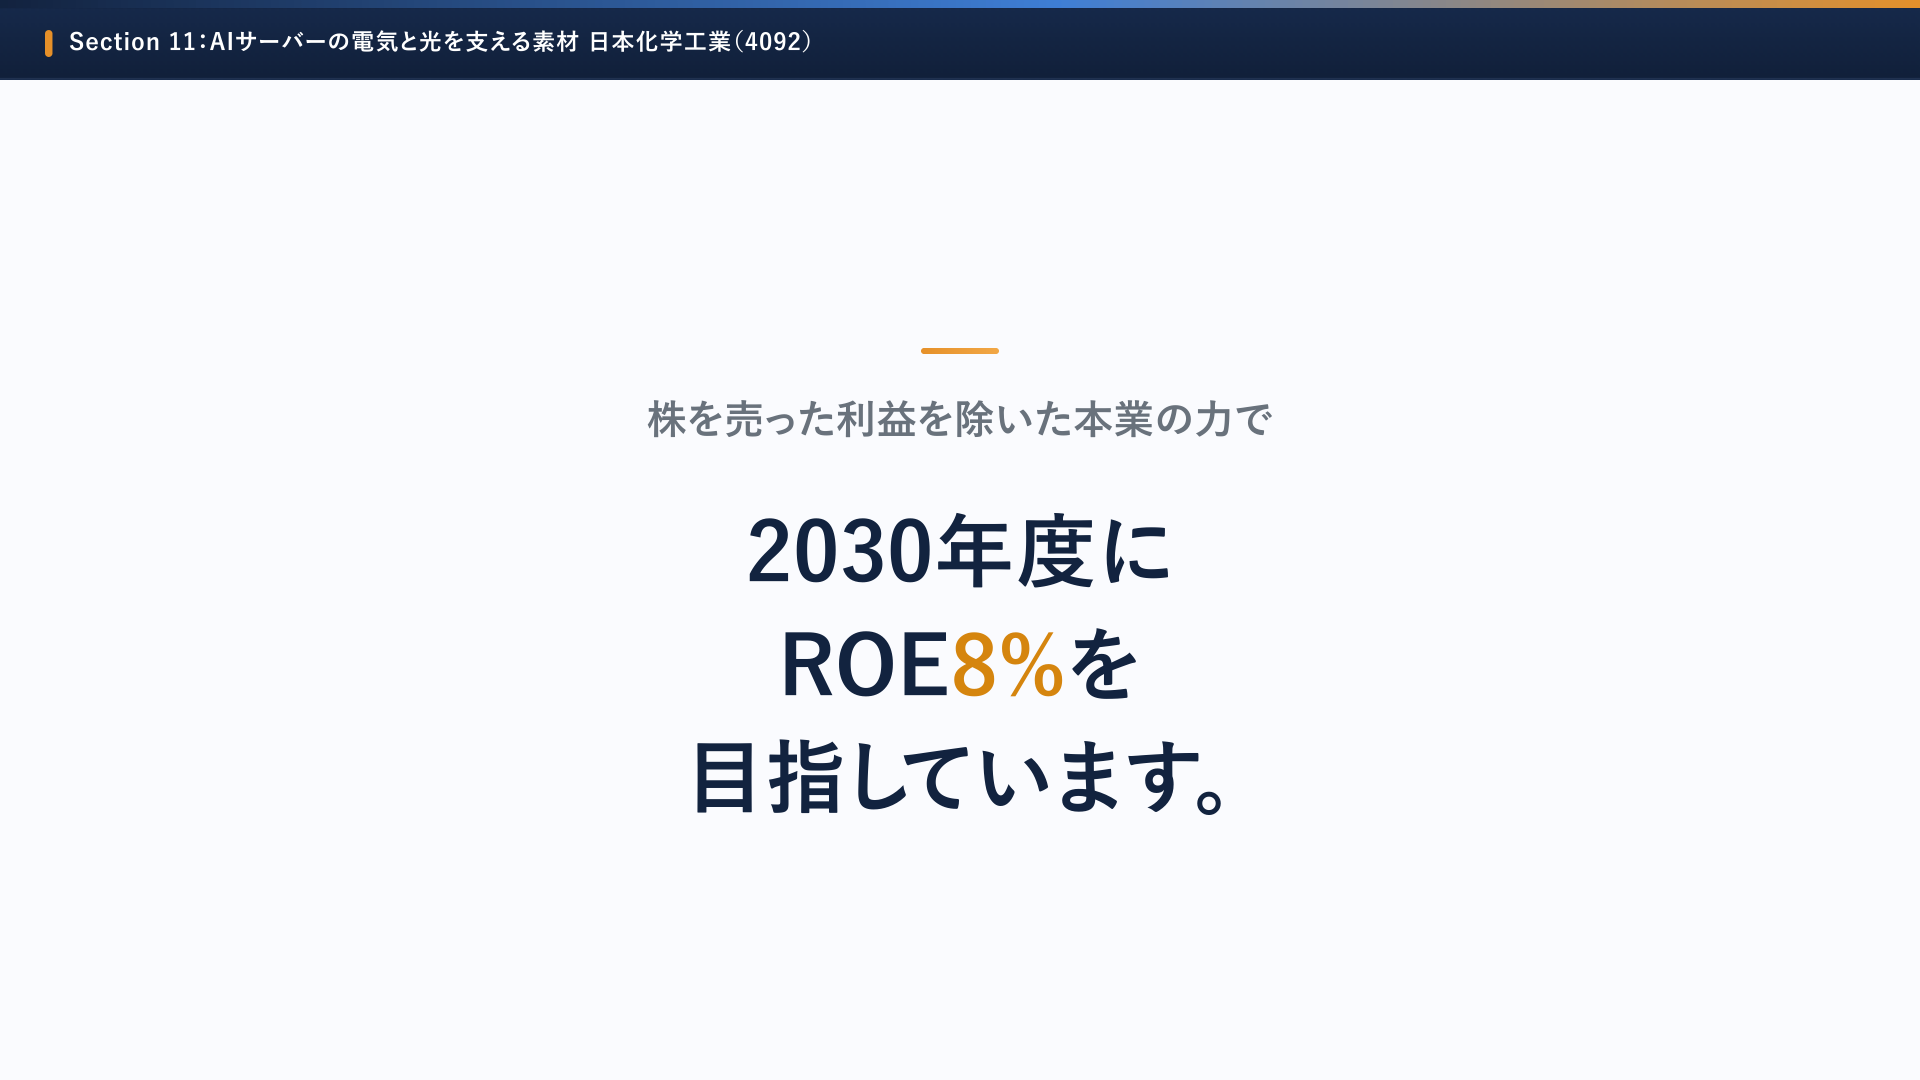 Section 11：AIサーバーの電気と光を支える素材 日本化学工業（4092）
株を売った利益を除いた本業の力で
2030年度に
ROE8%を
目指しています。